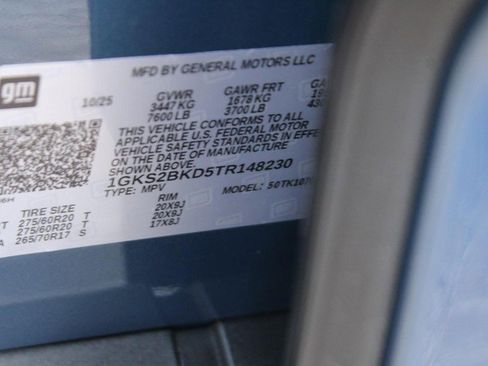 MFD BY GENERAL MOTORS LLC
gm
10/25
GVWR
GAWR FRT
3447 KG
1678 KG
7600 LB
3700 LB
THIS VEHICLE CONFORMS TO ALL
APPLICABLE U.S. FEDERAL MOTOR
VEHICLE SAFETY STANDARDS IN EFFE
ON THE DATE OF MANUFACTURE
SHOWN ABOVE.
1GKS2BKD5TR148230
TYPE: MPV
MODEL:
TIRE SIZE
RIM
275/60R20 T
20X9J
275/60R20 T
20X9J
265/70R17 S
17X8J